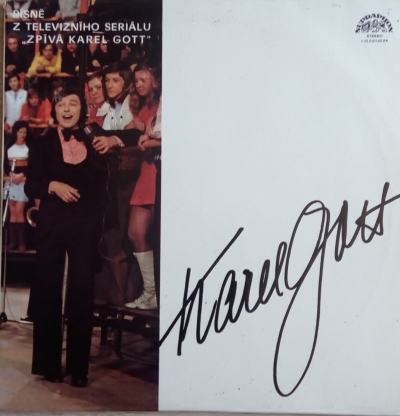 PÍSNĚ
Z TELEVIZNÍHO SERIÁLU
„ZPÍVÁ KAREL GOTT"
SUPRAPHON
STEREO
Karel Gott